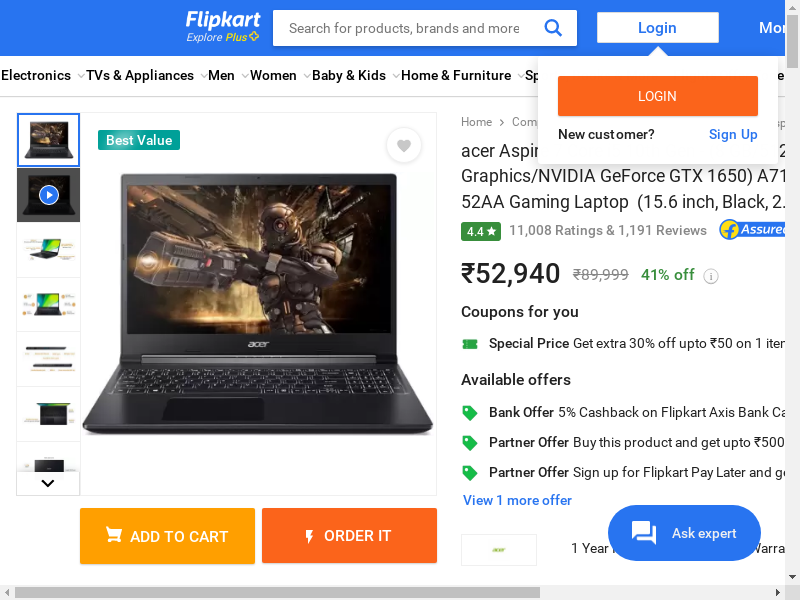 Flipkart
Explore Plus
Search for products, brands and more
Login
Mor
Electronics
TVs & Appliances
Men
Women
Baby & Kids
Home & Furniture
Sp
LOGIN
New customer?
Sign Up
Best Value
Home
Com
acer Aspir
Graphics/NVIDIA GeForce GTX 1650) A71
52AA Gaming Laptop (15.6 inch, Black, 2.
4.4
11,008 Ratings & 1,191 Reviews
Assured
₹52,940
₹89,999
41% off
Coupons for you
Special Price Get extra 30% off upto ₹50 on 1 iter
Available offers
Bank Offer 5% Cashback on Flipkart Axis Bank Ca
Partner Offer Buy this product and get upto ₹500
Partner Offer Sign up for Flipkart Pay Later and ge
View 1 more offer
acer
acer
1 Year
Warra
Ask expert
ADD TO CART
ORDER IT